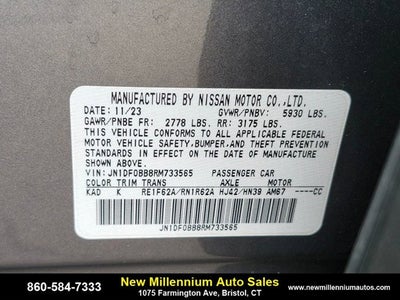 MANUFACTURED BY NISSAN MOTOR CO.,LTD.
DATE: 11/23 GVWR/PNBV: 5930 LBS.
GAWR/PNBE FR: 2778 LBS. RR: 3175 LBS.
THIS VEHICLE CONFORMS TO ALL APPLICABLE FEDERAL
MOTOR VEHICLE SAFETY,BUMPER,AND THEFT PREVENTION
STANDARDS IN EFFECT ON THE DATE OF MANUFACTURE
SHOWN ABOVE.
VIN: JN1DF0BB8RM733565 PASSENGER CAR
COLOR TRIM TRANS AXLE MOTOR
KAD K RE1F62A/RN1R62A HJ42/HN39 AM67 ----CC
JN1DF0BB8RM733565
860-584-7333
New Millennium Auto Sales
1075 Farmington Ave, Bristol, CT
www.newmillenniumautos.com